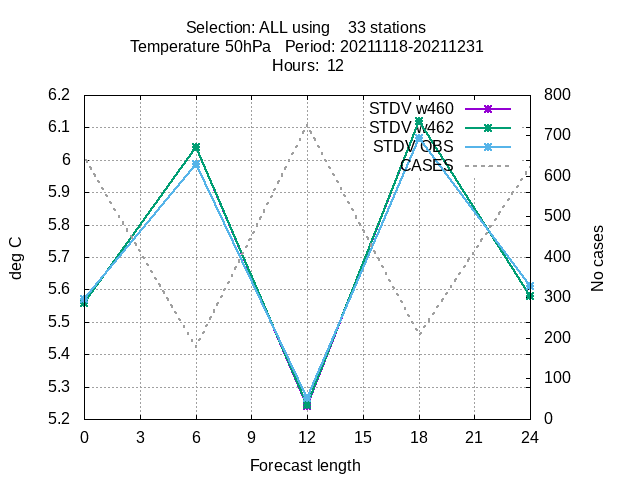 Selection: ALL using    33 stations
Temperature 50hPa   Period: 20211118-20211231
Hours:  12
6.2
6.1
6
5.9
5.8
5.7
5.6
5.5
5.4
5.3
5.2
deg C
STDV w460
STDV w462
STDV OBS
CASES
800
700
600
500
400
300
200
100
0
No cases
0 3 6 9 12 15 18 21 24
Forecast length